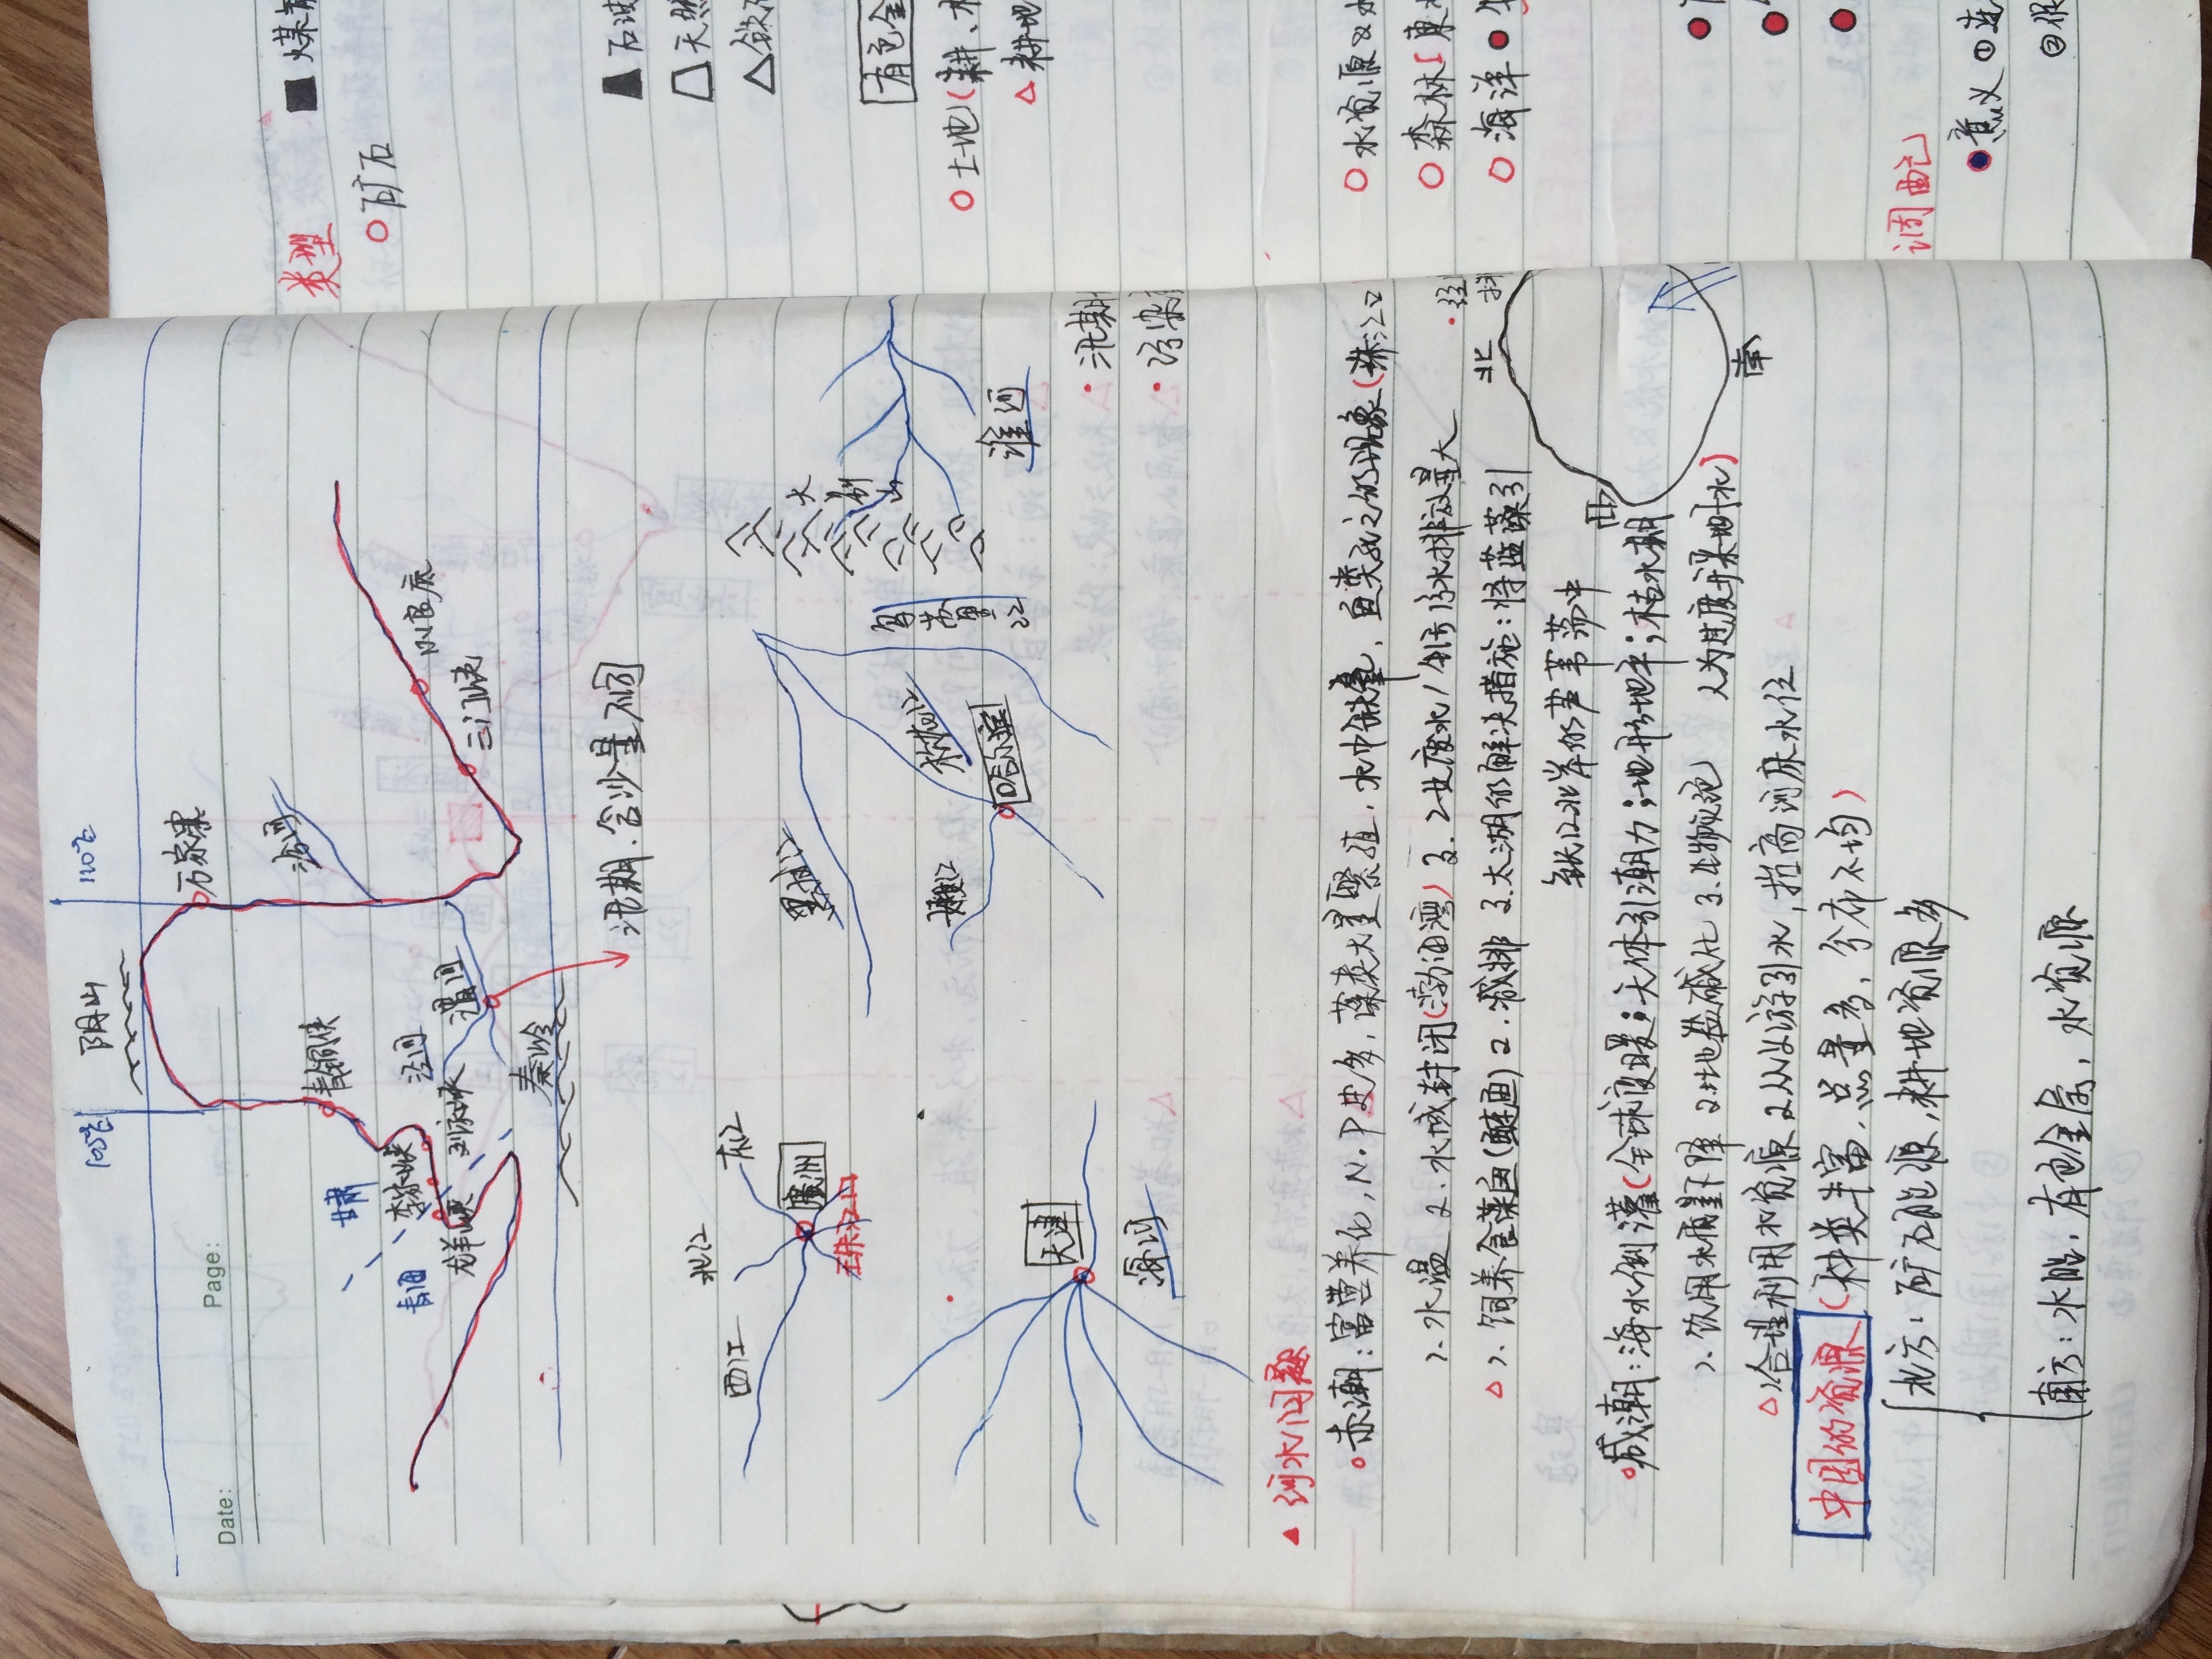 105°E 阴山 110°E
Date: Page:
万家寨
汾河
青铜峡
甘肃
青海 李家峡 泾河
龙羊峡 刘家峡 渭河
小浪底
三门峡
秦岭
汛期、含沙量不同
西江 北江 东江
廣州
珠江口
黑龙江
大别山
嫩江 松花江 乌苏里江
哈尔滨
淮河
天津
海河
汛期
污染
河水问题
赤潮：富营养化，N、P过多，藻类大量繁殖，水中缺氧，鱼类死亡的现象（珠江口
1. 水温 2. 水域封闭（渤海湾）3. 工业废水/生活污水排放量大
△ 1. 饲养食藻鱼（鲢鱼）2. 减排 3. 太湖的解决措施：将蓝藻引
北
至长江北岸的芦苇荡中
西
咸潮：海水倒灌（全球变暖；天体引潮力；地形地平；枯水期
1. 饮用水质量下降 2. 土地盐碱化 3. 生物灭绝 人为过度开采地下水）
南
△ 1. 合理利用水资源 2. 从上游引水，抬高河床水位
中国的资源（种类丰富、总量多，分布不均）
北方：矿石能源，耕地资源多
南方：水能，有色金属，水资源
类型 ■ 煤
○ 矿石
石油
天然
△ 铁
有色金
○ 土地（耕、
△ 耕地
○ 水资源&水
○ 森林
○ 海洋
调配
意义 ① 连
②